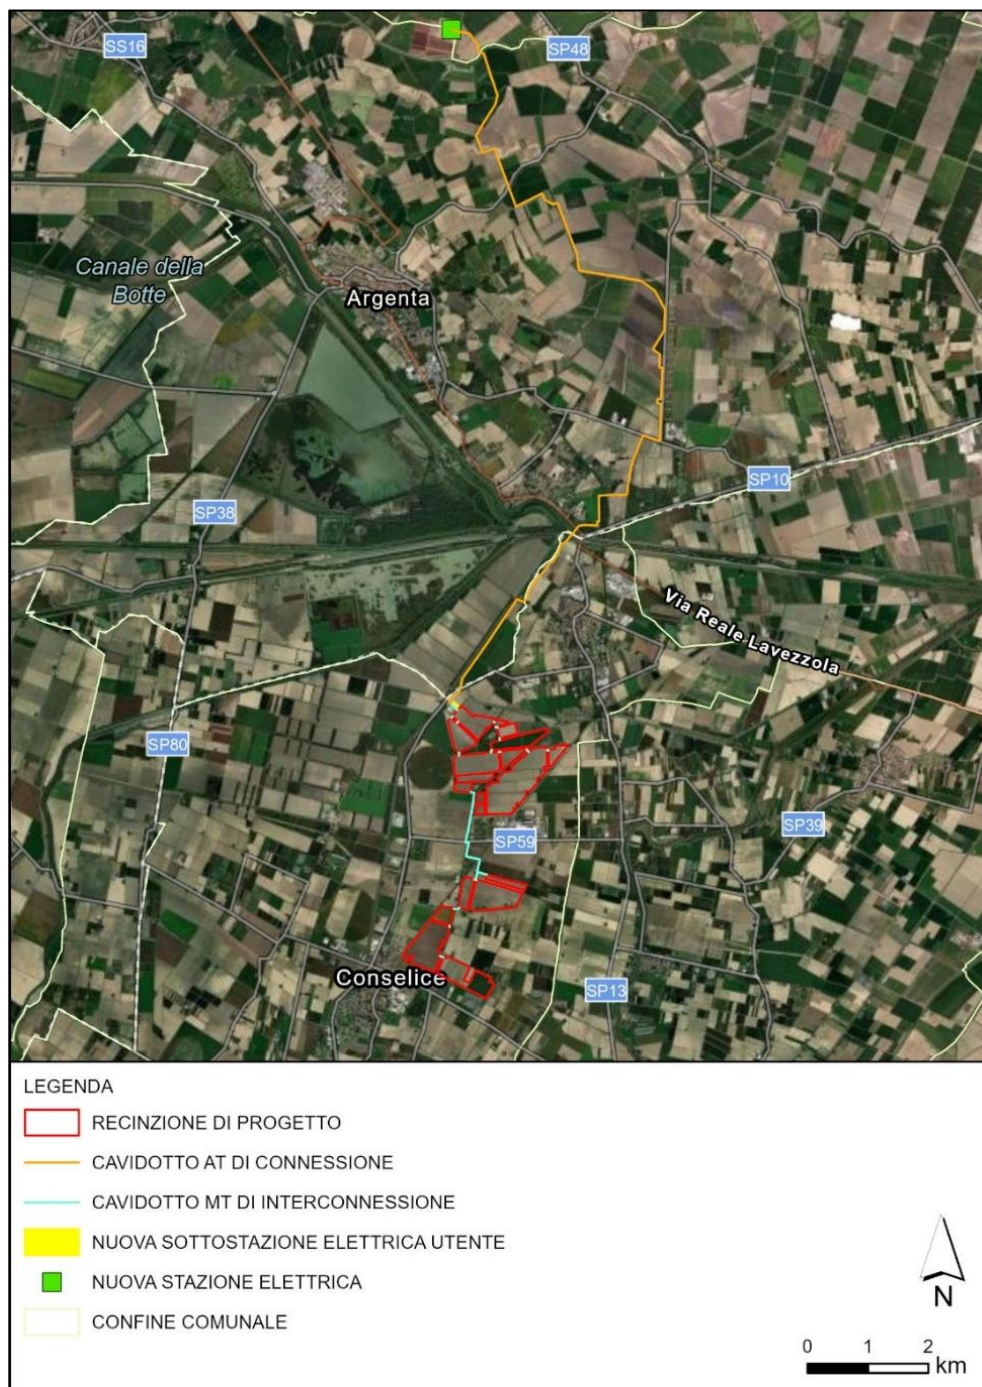 SS16
SP48
Canale della
Botte
Argenta
SP10
SP38
Via Reale Lavezzola
SP80
SP39
SP59
Conselice
SP13
LEGENDA
RECINZIONE DI PROGETTO
CAVIDOTTO AT DI CONNESSIONE
CAVIDOTTO MT DI INTERCONNESSIONE
NUOVA SOTTOSTAZIONE ELETTRICA UTENTE
NUOVA STAZIONE ELETTRICA
CONFINE COMUNALE
N
0 1 2
km